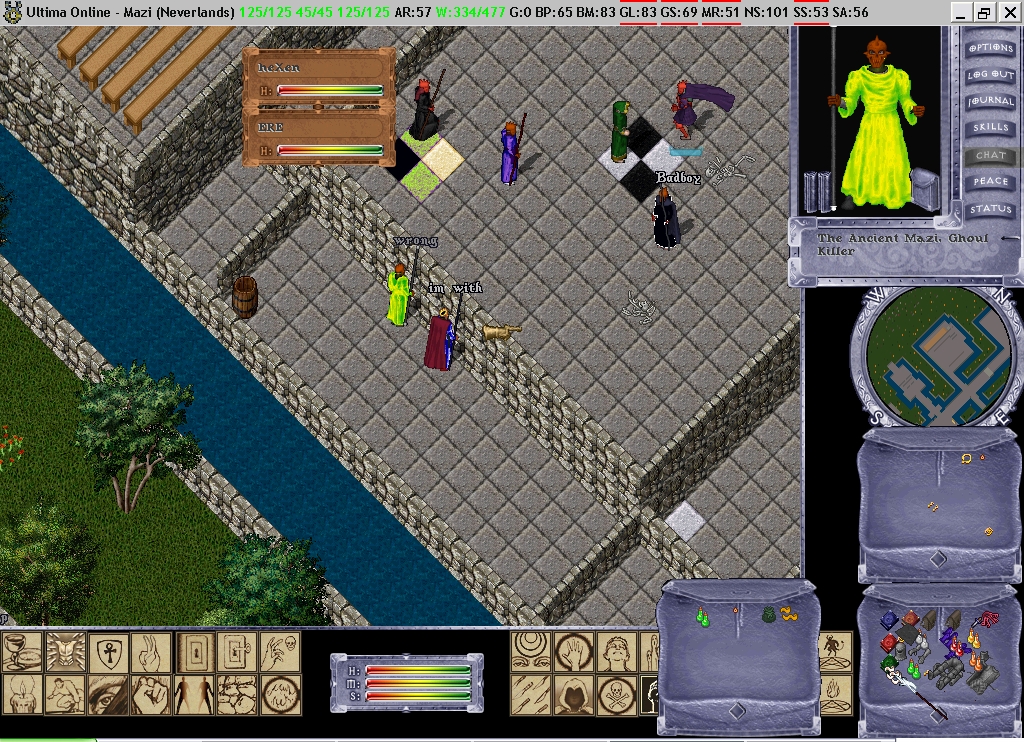 Ultima Online - Mazi (Neverlands) 125/125 45/45 125/125 AR:57 W:334/477 G:0 BP:65 BM:83 GL:83 GS:69 MR:51 NS:101 SS:53 SA:56
heXen
H:
ERE
H:
OPTIONS
LOG OUT
JOURNAL
SKILLS
CHAT
PEACE
STATUS
Badboy
wrong
im with
The Ancient Mazi, Ghoul
Killer
W
N
S
E
H:
M:
S: